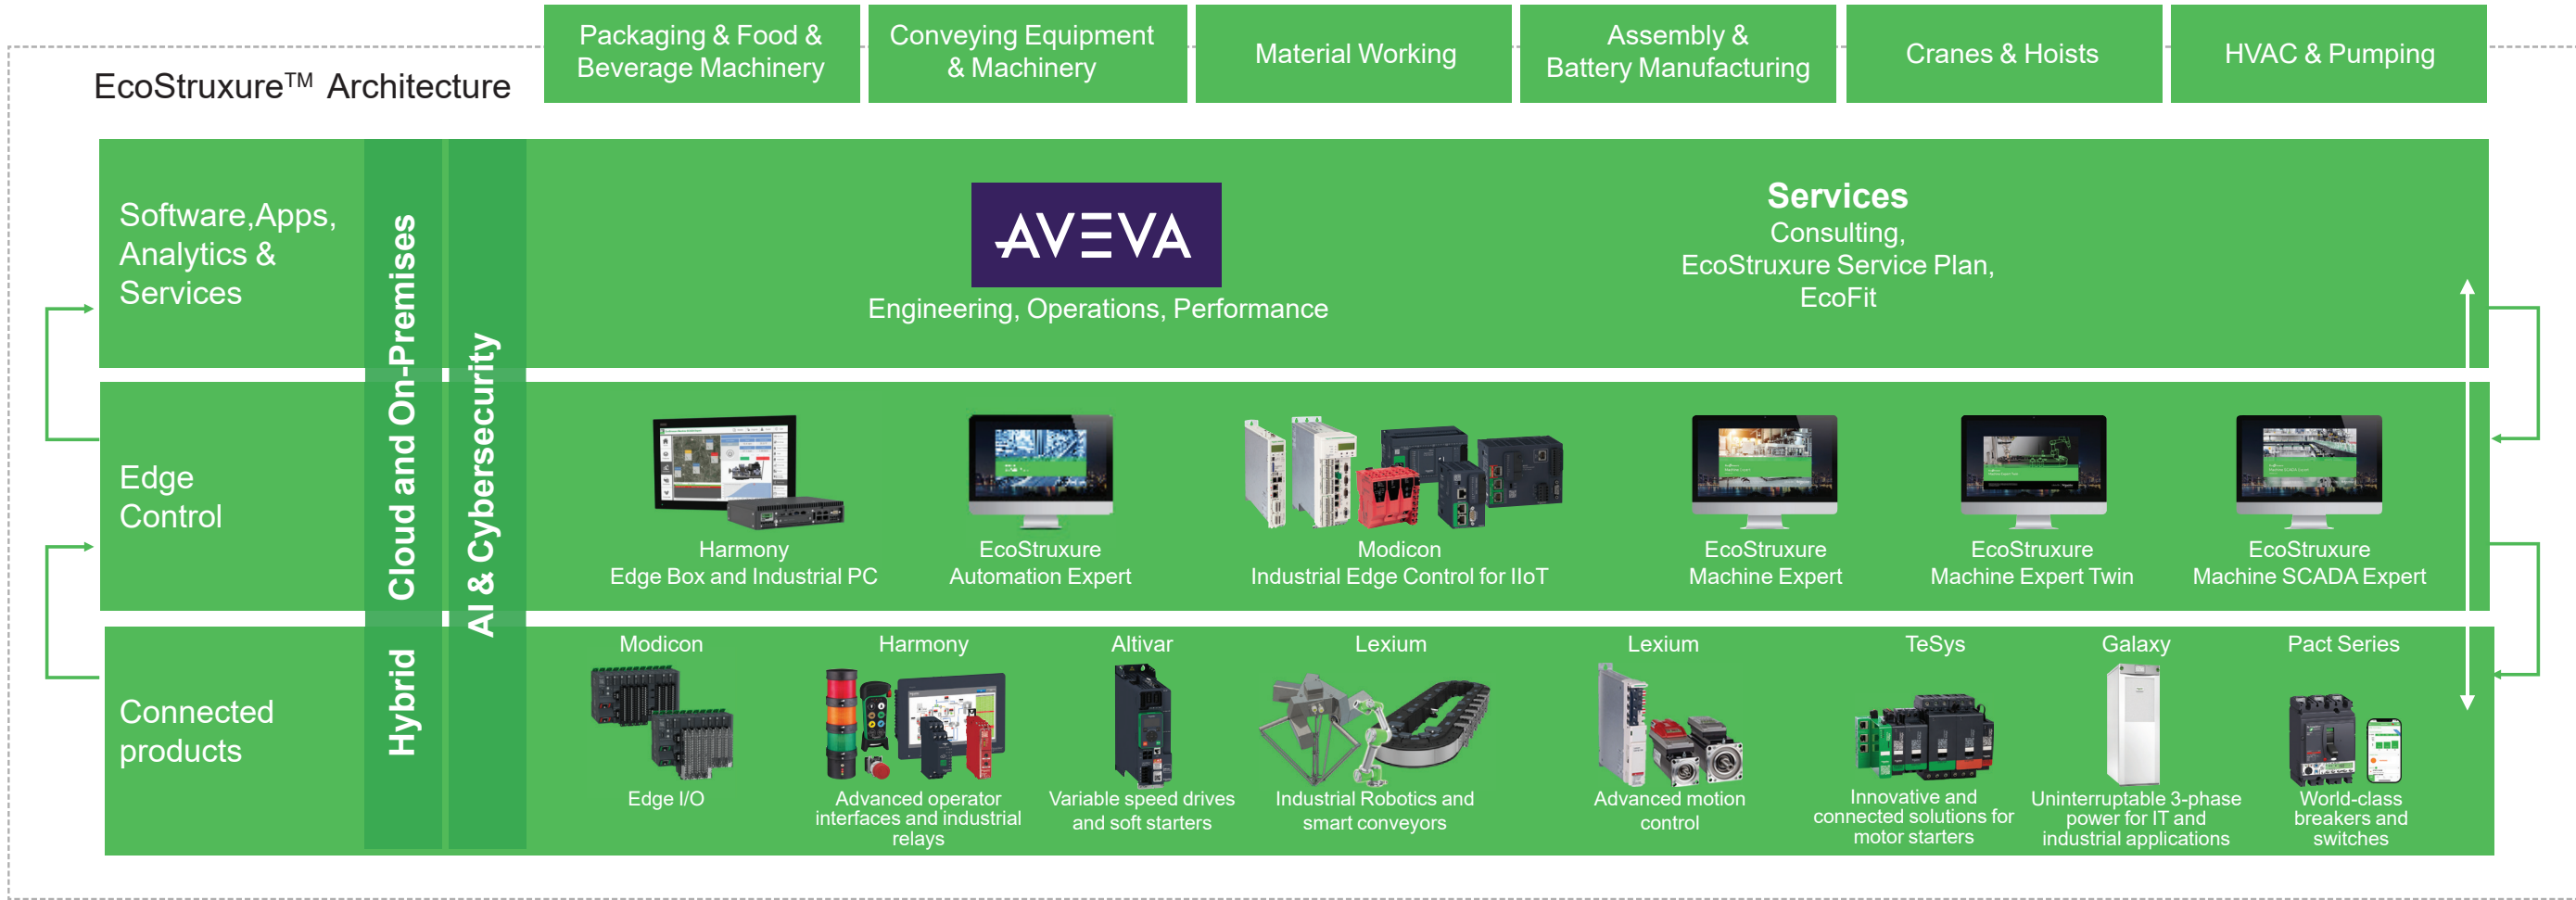 Packaging & Food &
Beverage Machinery
Conveying Equipment
& Machinery
Material Working
Assembly &
Battery Manufacturing
Cranes & Hoists
HVAC & Pumping
EcoStruxure™ Architecture
Software,Apps,
Analytics &
Services
Hybrid Cloud and On-Premises
AI & Cybersecurity
AVEVA
Engineering, Operations, Performance
Services
Consulting,
EcoStruxure Service Plan,
EcoFit
Edge
Control
Harmony
Edge Box and Industrial PC
EcoStruxure
Automation Expert
Modicon
Industrial Edge Control for IIoT
EcoStruxure
Machine Expert
EcoStruxure
Machine Expert Twin
EcoStruxure
Machine SCADA Expert
Connected
products
Modicon
Edge I/O
Harmony
Advanced operator
interfaces and industrial
relays
Altivar
Variable speed drives
and soft starters
Lexium
Industrial Robotics and
smart conveyors
Lexium
Advanced motion
control
TeSys
Innovative and
connected solutions for
motor starters
Galaxy
Uninterruptable 3-phase
power for IT and
industrial applications
Pact Series
World-class
breakers and
switches